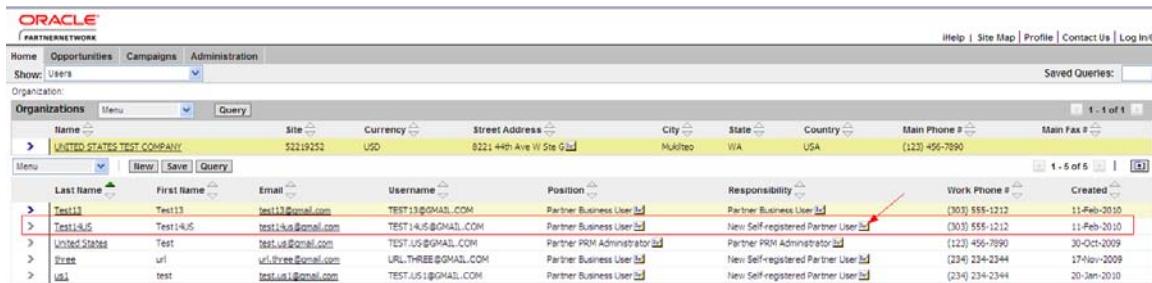 ORACLE
PARTNERNETWORK
iHelp | Site Map | Profile | Contact Us | Log In/
Home Opportunities Campaigns Administration
Show: Users Saved Queries:
Organization:
Organizations Menu Query 1 - 1 of 1
Name Site Currency Street Address City State Country Main Phone # Main Fax #
UNITED STATES TEST COMPANY 52219252 USD 8221 44th Ave W Ste G Mukilteo WA USA (123) 456-7890
Menu New Save Query 1 - 5 of 5
Last Name First Name Email Username Position Responsibility Work Phone # Created
Test13 Test13 test13@gmail.com TEST13@GMAIL.COM Partner Business User Partner Business User (303) 555-1212 11-Feb-2010
Test14US Test14US test14us@gmail.com TEST14US@GMAIL.COM Partner Business User New Self-registered Partner User (303) 555-1212 11-Feb-2010
United States Test test.us@gmail.com TEST.US@GMAIL.COM Partner PRM Administrator Partner PRM Administrator (123) 456-7890 30-Oct-2009
three url url.three@gmail.com URL.THREE@GMAIL.COM Partner Business User New Self-registered Partner User (234) 234-2344 17-Nov-2009
us1 test test.us1@gmail.com TEST.US1@GMAIL.COM Partner Business User New Self-registered Partner User (234) 234-2344 20-Jan-2010